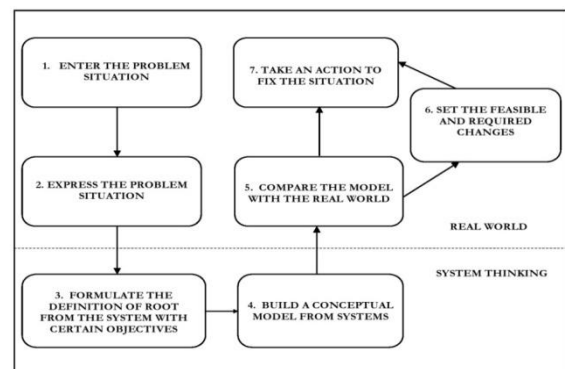 1. ENTER THE PROBLEM
SITUATION
2. EXPRESS THE PROBLEM
SITUATION
3. FORMULATE THE
DEFINITION OF ROOT
FROM THE SYSTEM WITH
CERTAIN OBJECTIVES
4. BUILD A CONCEPTUAL
MODEL FROM SYSTEMS
5. COMPARE THE MODEL
WITH THE REAL WORLD
6. SET THE FEASIBLE
AND REQUIRED
CHANGES
7. TAKE AN ACTION TO
FIX THE SITUATION
REAL WORLD
SYSTEM THINKING